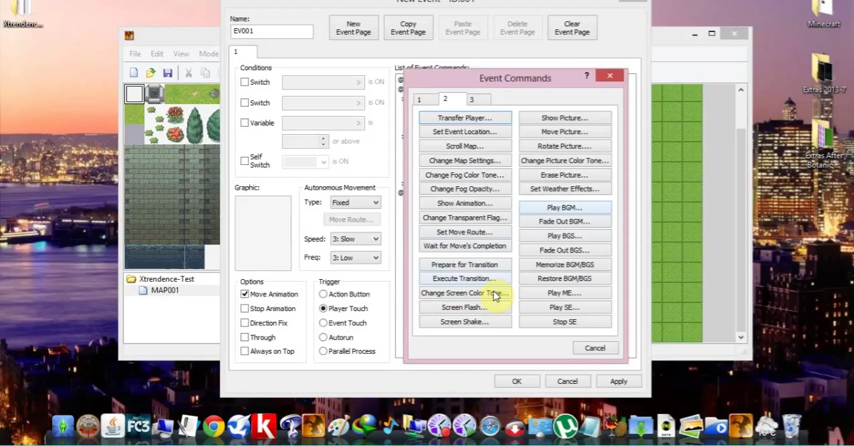 Xtrendence...
Minecraft
Extras 2013-7
Extras After
New Event - ID:001
Name:
EV001
New
Event Page
Copy
Event Page
Paste
Event Page
Delete
Event Page
Clear
Event Page
File Edit View Mode
1
Conditions
Switch
is ON
Switch
is ON
Variable
is
or above
Self
Switch
is ON
Graphic:
Autonomous Movement
Type: Fixed
Move Route...
Speed: 3: Slow
Freq: 3: Low
Options
Move Animation
Stop Animation
Direction Fix
Through
Always on Top
Trigger
Action Button
Player Touch
Event Touch
Autorun
Parallel Process
List of Event Commands:
Event Commands
1 2 3
Transfer Player...
Set Event Location...
Scroll Map...
Change Map Settings...
Change Fog Color Tone...
Change Fog Opacity...
Show Animation...
Change Transparent Flag...
Set Move Route...
Wait for Move's Completion
Prepare for Transition
Execute Transition...
Change Screen Color Tone...
Screen Flash...
Screen Shake...
Show Picture...
Move Picture...
Rotate Picture...
Change Picture Color Tone...
Erase Picture...
Set Weather Effects...
Play BGM...
Fade Out BGM...
Play BGS...
Fade Out BGS...
Memorize BGM/BGS
Restore BGM/BGS
Play ME...
Play SE...
Stop SE
Cancel
OK
Cancel
Apply
Xtrendence-Test
MAP001
FC3